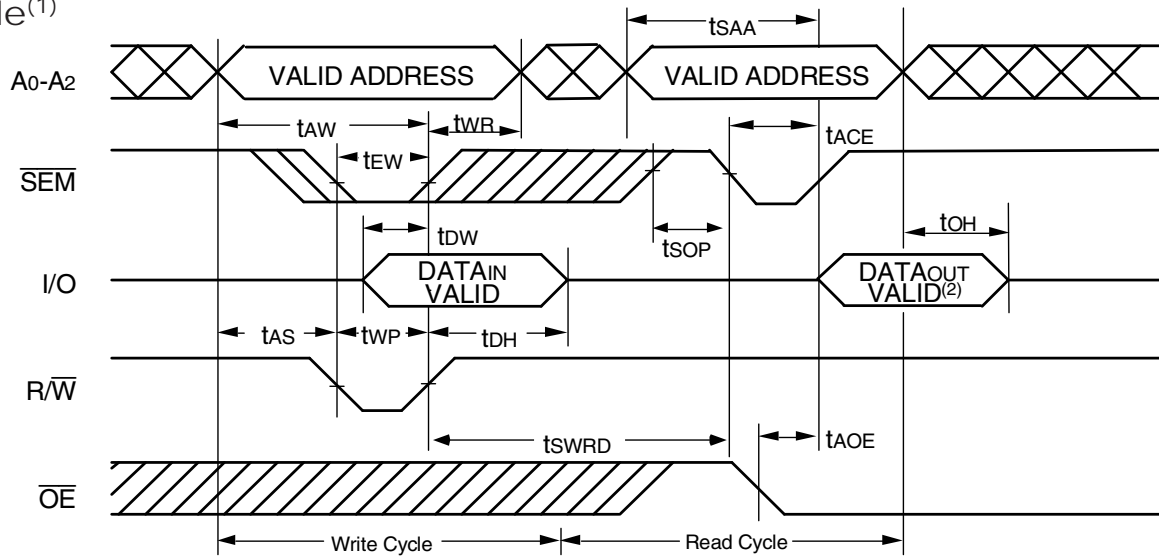 le(1)
tSAA
A0-A2
VALID ADDRESS
VALID ADDRESS
tAW
tWR
tACE
tEW
SEM
tDW
tSOP
tOH
I/O
DATAIN
VALID
DATAOUT
VALID(2)
tAS
tWP
tDH
R/W
tSWRD
tAOE
OE
Write Cycle
Read Cycle